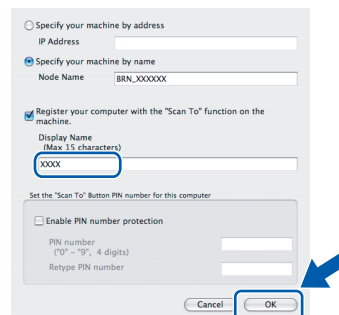 Specify your machine by address
IP Address
Specify your machine by name
Node Name BRN_XXXXXX
Register your computer with the "Scan To" function on the
machine.
Display Name
(Max 15 characters)
XXXX
Set the "Scan To" Button PIN number for this computer
Enable PIN number protection
PIN number
("0" - "9", 4 digits)
Retype PIN number
Cancel OK